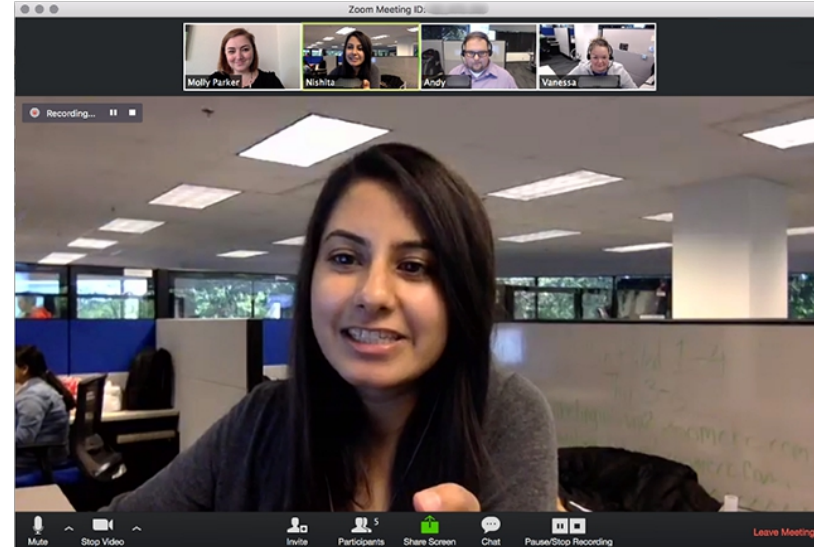 Zoom Meeting ID:
Molly Parker
Nishita
Andy
Vanessa
Recording...
Mute
Stop Video
Invite
Participants 5
Share Screen
Chat
Pause/Stop Recording
Leave Meeting